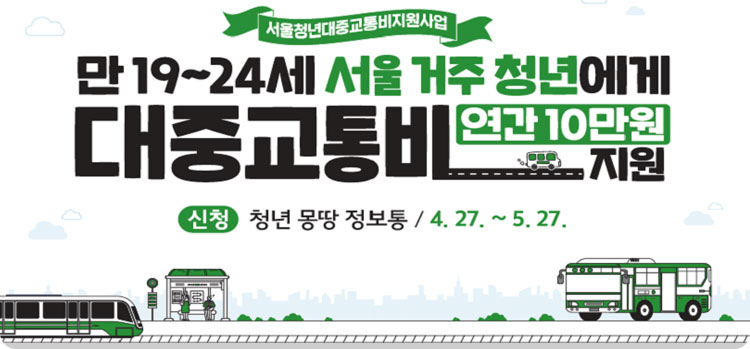 서울청년대중교통비지원사업
만 19~24세 서울 거주 청년에게
대중교통비 연간 10만원 지원
신청 청년 몽땅 정보통 / 4. 27. ~ 5. 27.